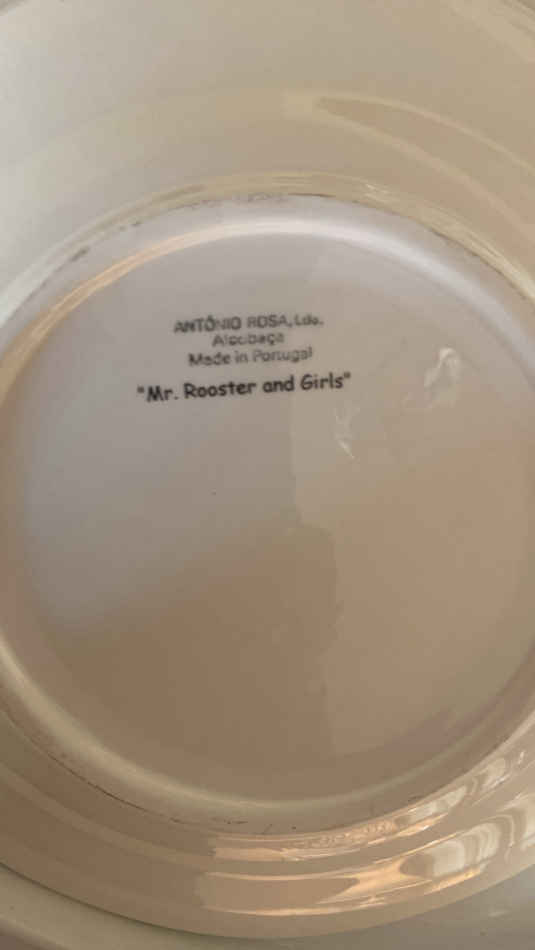 ANTÓNIO ROSA, Lda.
Alcobaça
Made in Portugal
"Mr. Rooster and Girls"